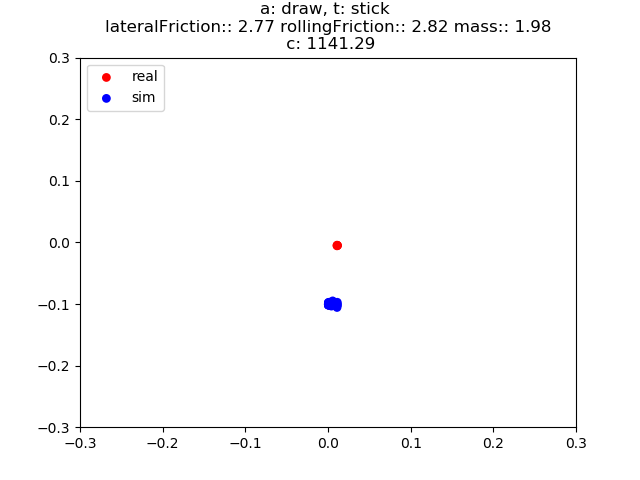 a: draw, t: stick
lateralFriction:: 2.77 rollingFriction:: 2.82 mass:: 1.98
c: 1141.29
real
sim
0.3
0.2
0.1
0.0
−0.1
−0.2
−0.3
−0.3 −0.2 −0.1 0.0 0.1 0.2 0.3